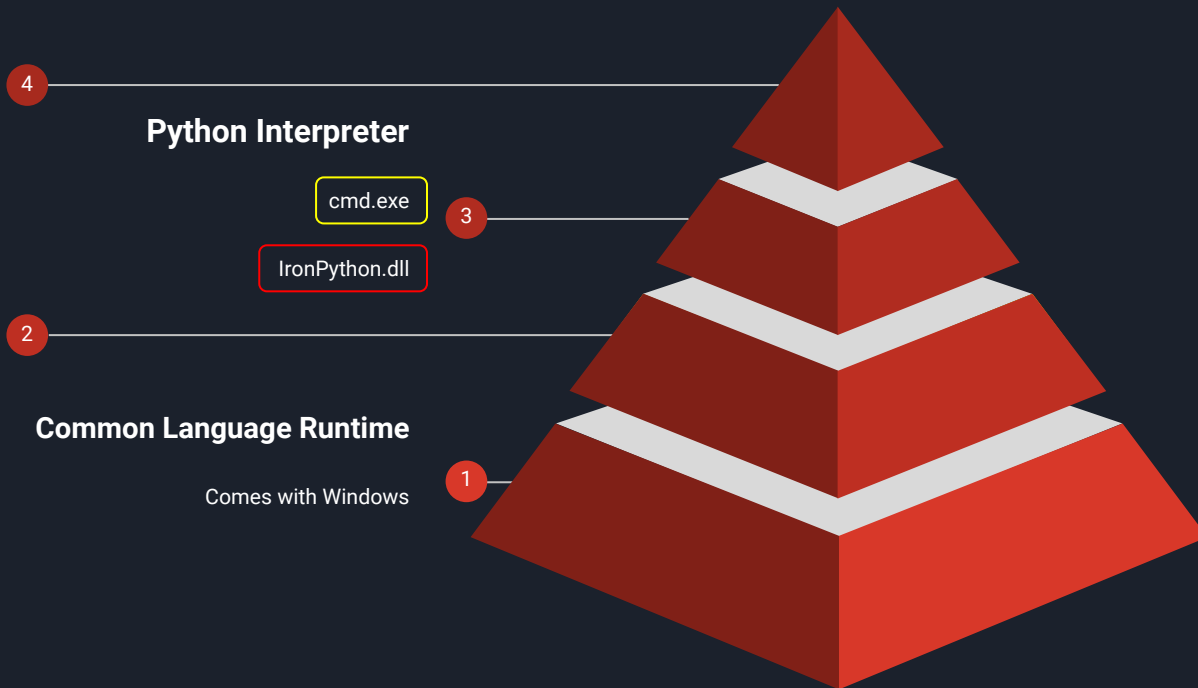 4
Python Interpreter
cmd.exe
3
IronPython.dll
2
Common Language Runtime
1
Comes with Windows